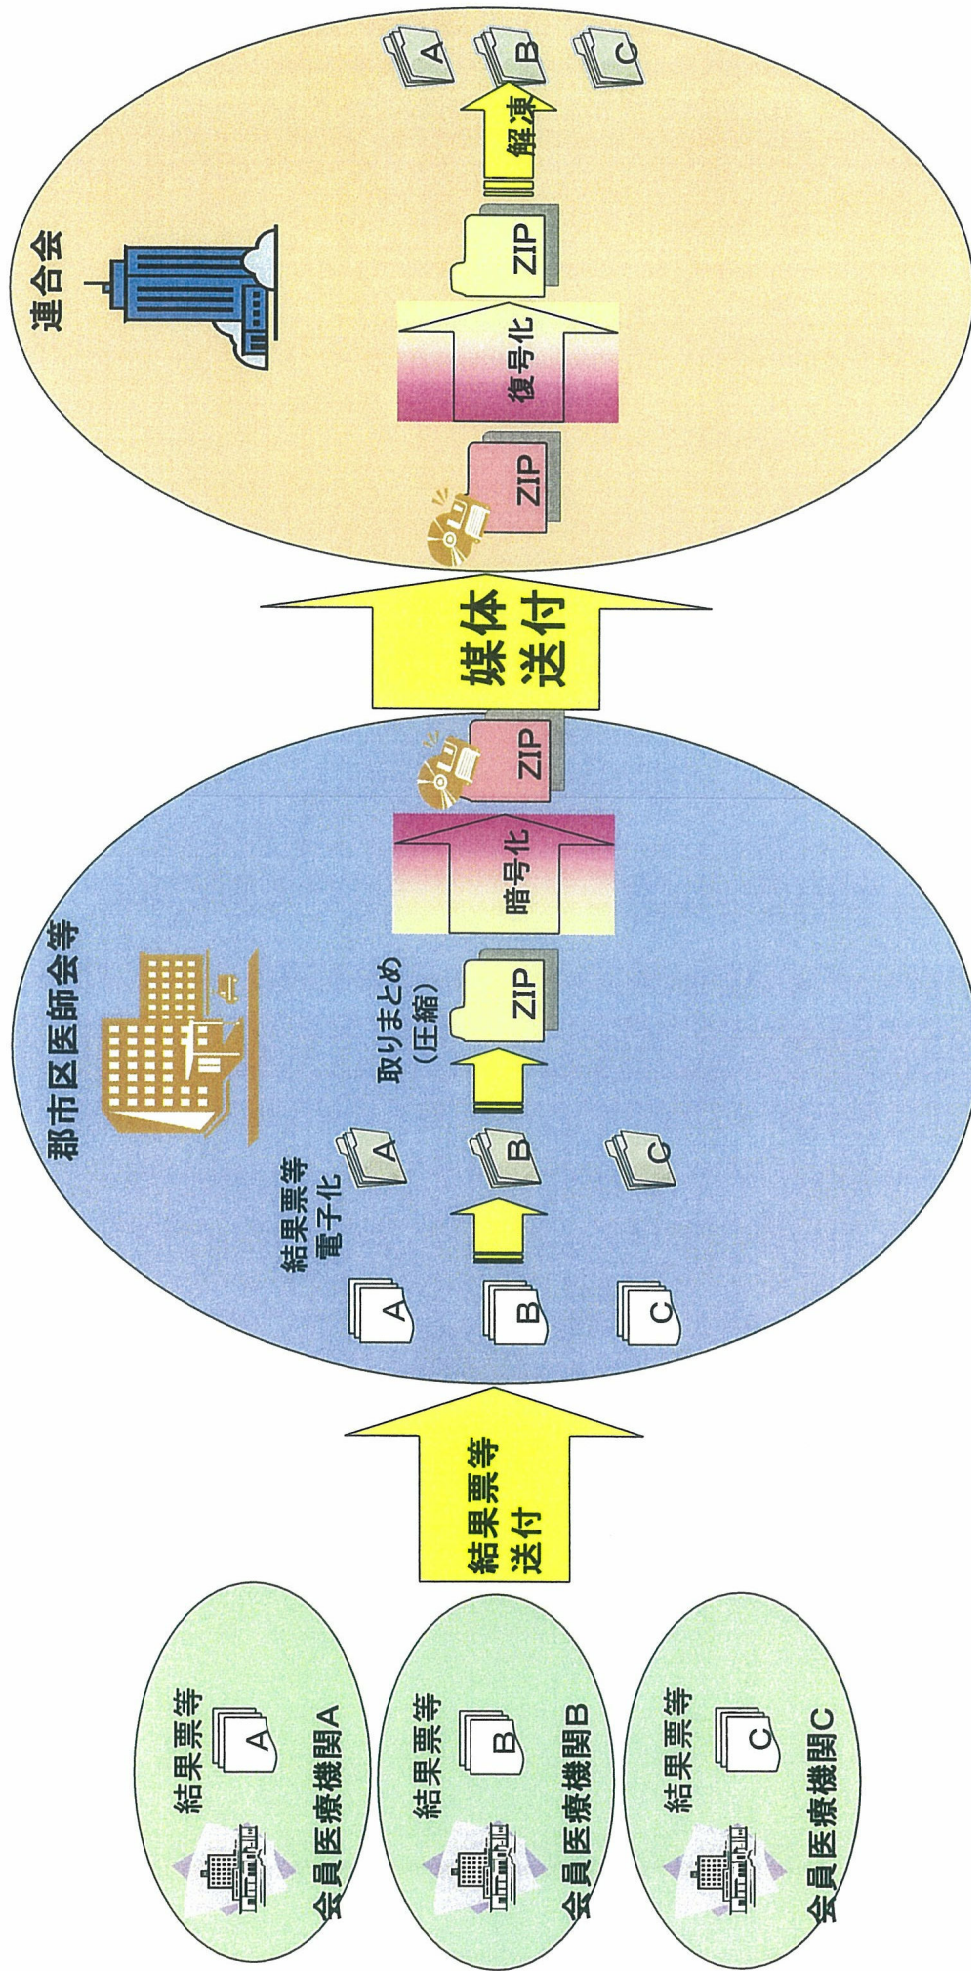 結果票等
A
会員医療機関A
結果票等
B
会員医療機関B
結果票等
C
会員医療機関C
結果票等
送付
郡市区医師会等
結果票等
電子化
A
B
C
A
B
C
取りまとめ
(圧縮)
ZIP
暗号化
ZIP
媒体
送付
連合会
ZIP
復号化
ZIP
解凍
A
B
C